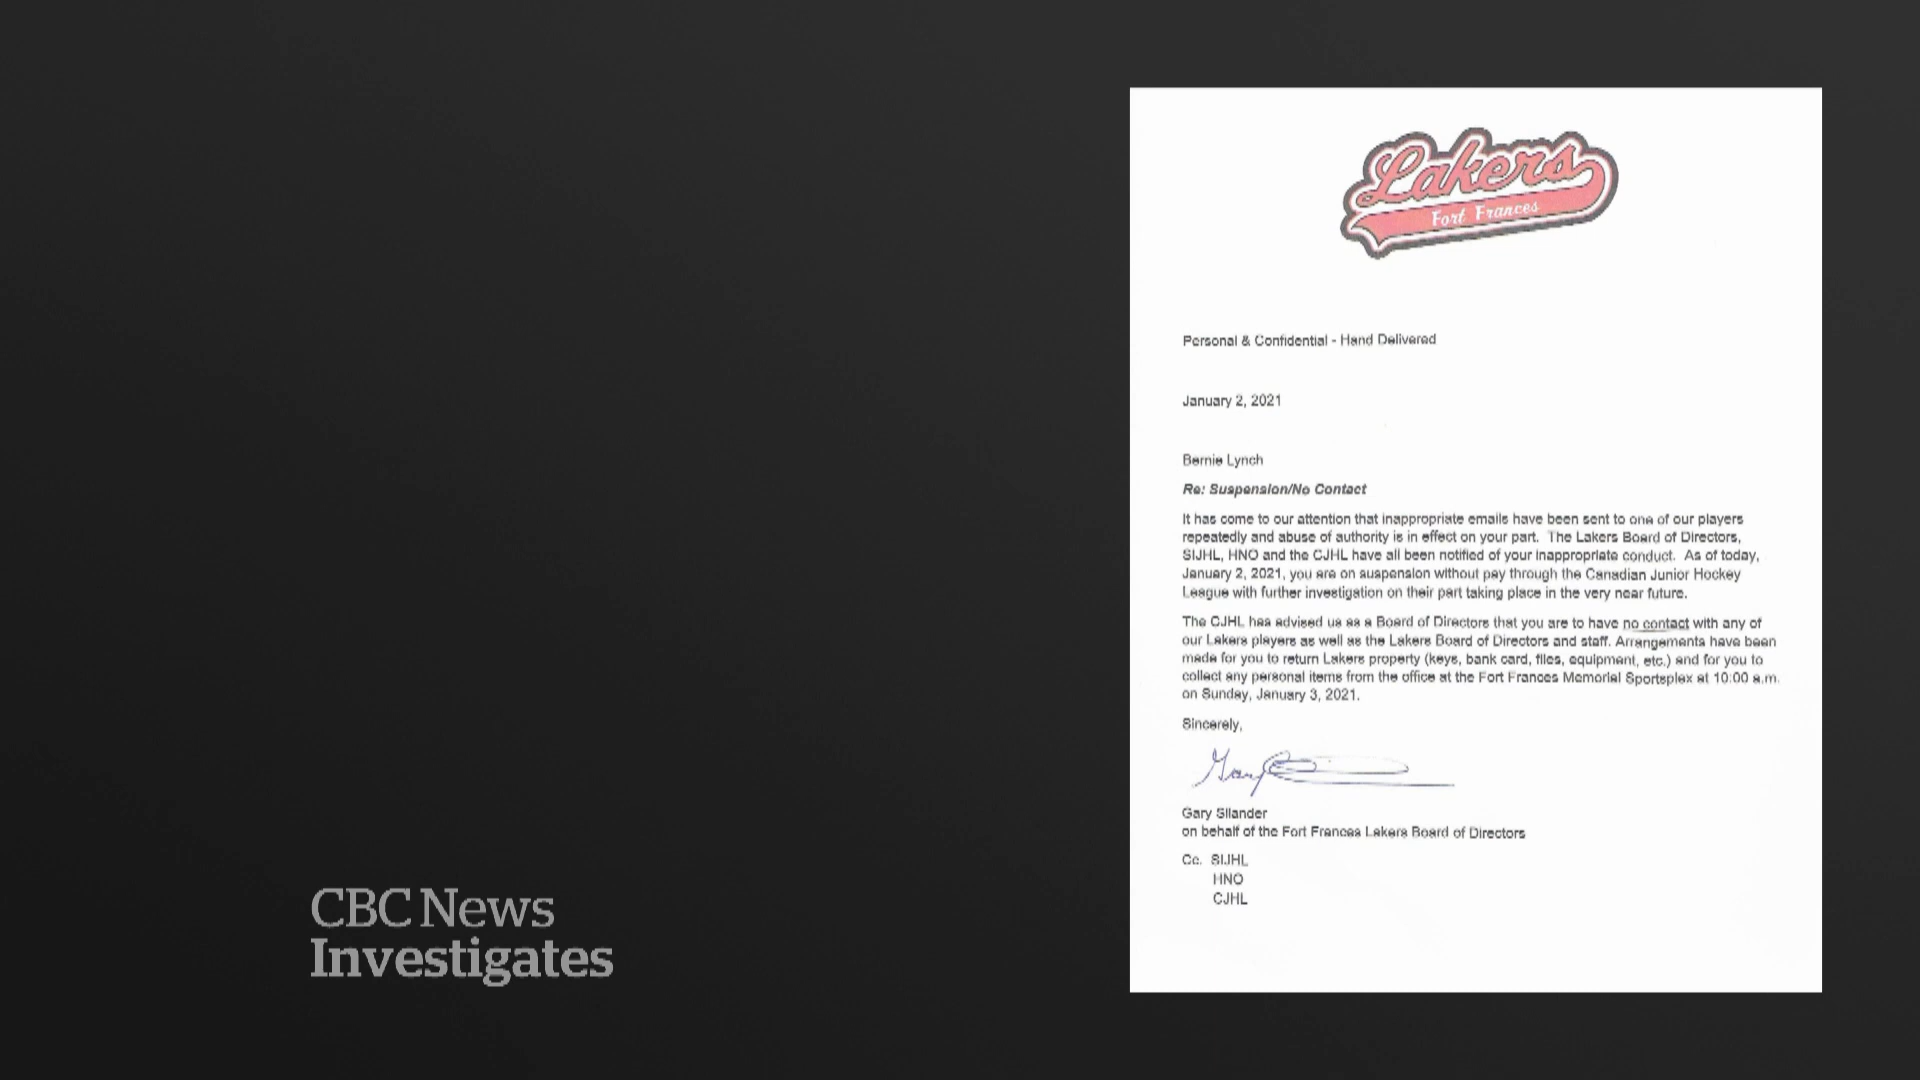 Lakers
Fort Frances
Personal & Confidential - Hand Delivered
January 2, 2021
Bernie Lynch
Re: Suspension/No Contact
It has come to our attention that inappropriate emails have been sent to one of our players
repeatedly and abuse of authority is in effect on your part. The Lakers Board of Directors,
SIJHL, HNO and the CJHL have all been notified of your inappropriate conduct. As of today,
January 2, 2021, you are on suspension without pay through the Canadian Junior Hockey
League with further investigation on their part taking place in the very near future.
The CJHL has advised us as a Board of Directors that you are to have no contact with any of
our Lakers players as well as the Lakers Board of Directors and staff. Arrangements have been
made for you to return Lakers property (keys, bank card, files, equipment, etc.) and for you to
collect any personal items from the office at the Fort Frances Memorial Sportsplex at 10:00 a.m.
on Sunday, January 3, 2021.
Sincerely,
Gary
Gary Silander
on behalf of the Fort Frances Lakers Board of Directors
Cc. SIJHL
HNO
CJHL
CBC News
Investigates